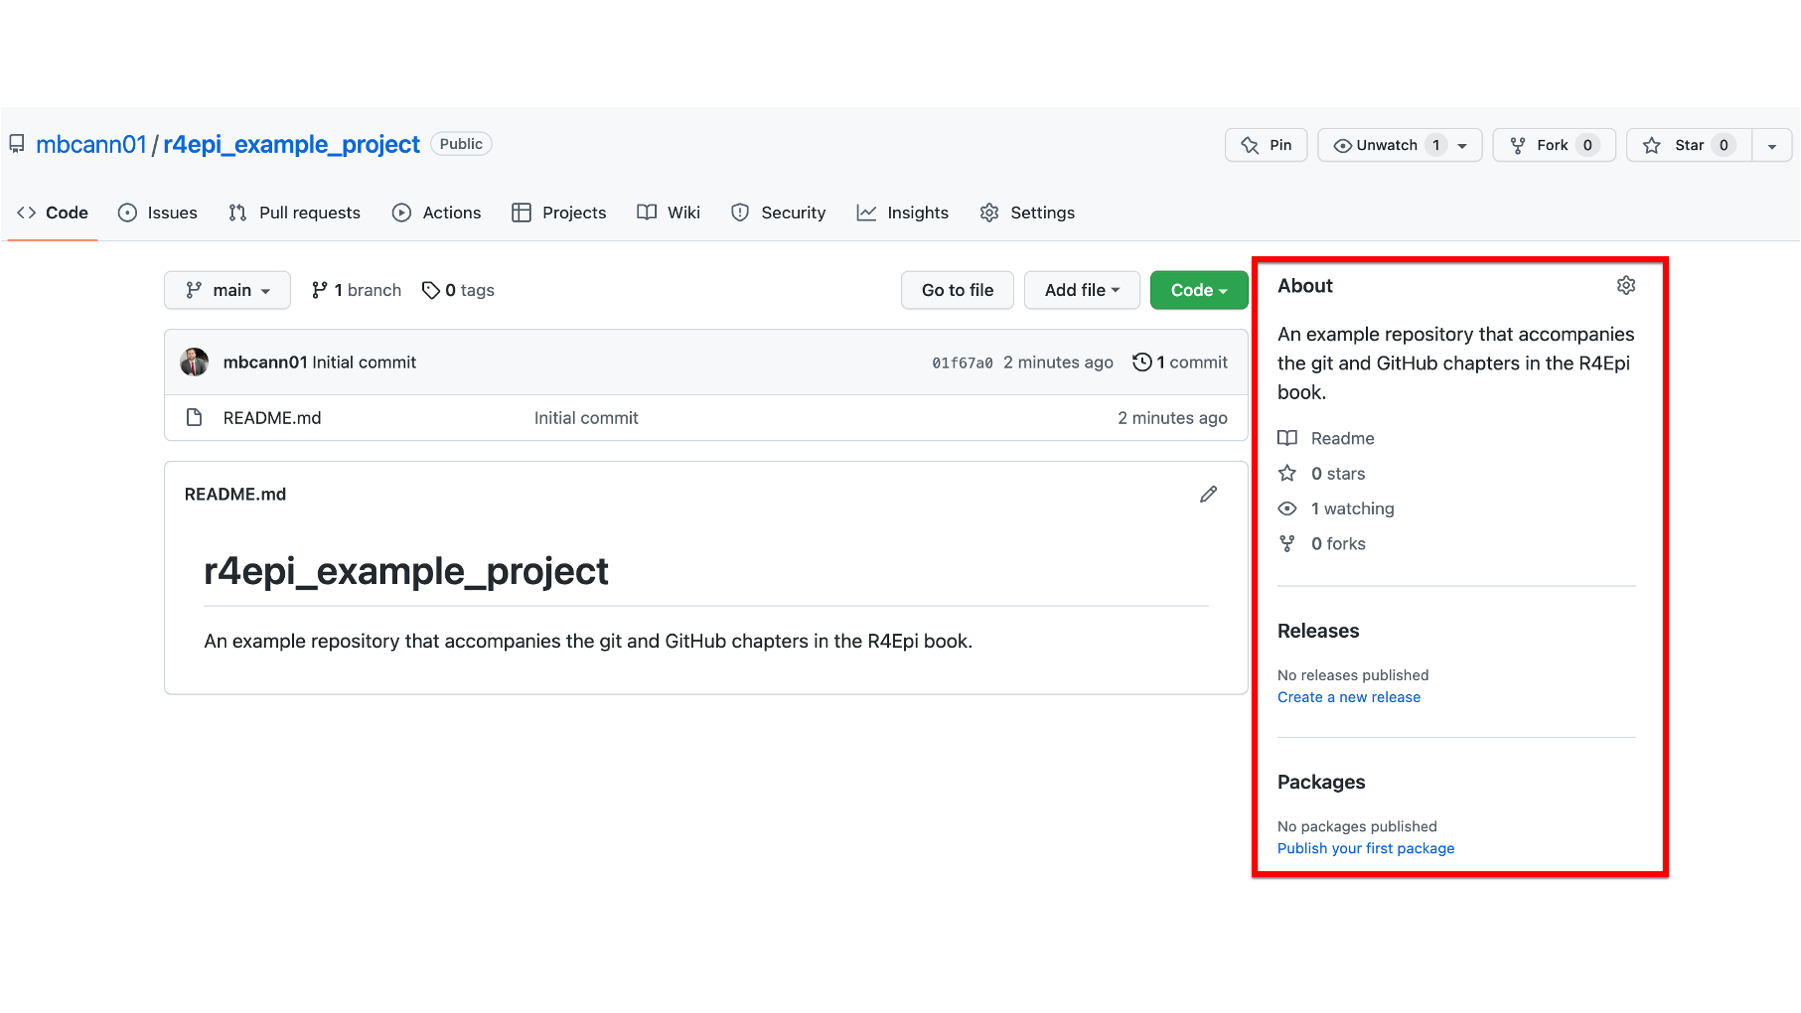 mbcann01 / r4epi_example_project Public
Pin Unwatch 1 Fork 0 Star 0
Code Issues Pull requests Actions Projects Wiki Security Insights Settings
main 1 branch 0 tags Go to file Add file Code
mbcann01 Initial commit 01f67a0 2 minutes ago 1 commit
README.md Initial commit 2 minutes ago
README.md
r4epi_example_project
An example repository that accompanies the git and GitHub chapters in the R4Epi book.
About
An example repository that accompanies
the git and GitHub chapters in the R4Epi
book.
Readme
0 stars
1 watching
0 forks
Releases
No releases published
Create a new release
Packages
No packages published
Publish your first package